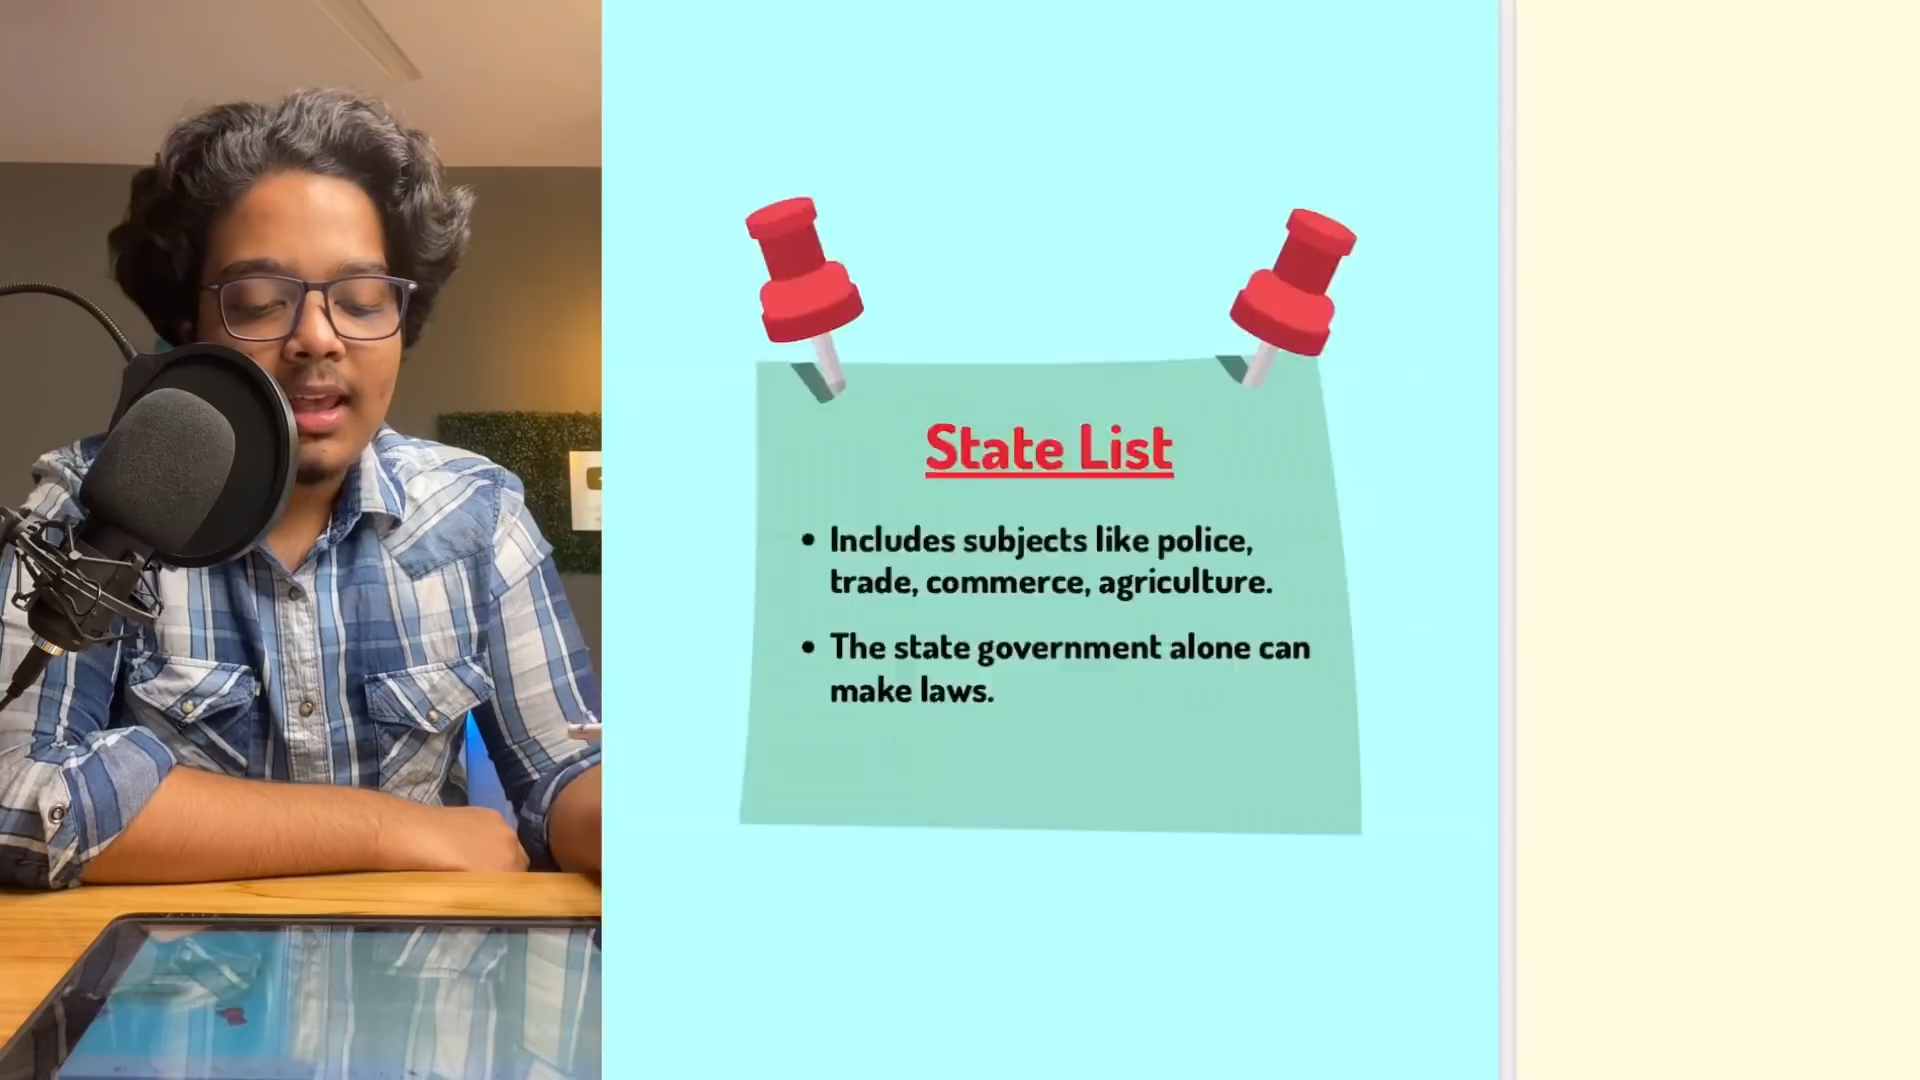 State List
• Includes subjects like police,
trade, commerce, agriculture.
• The state government alone can
make laws.